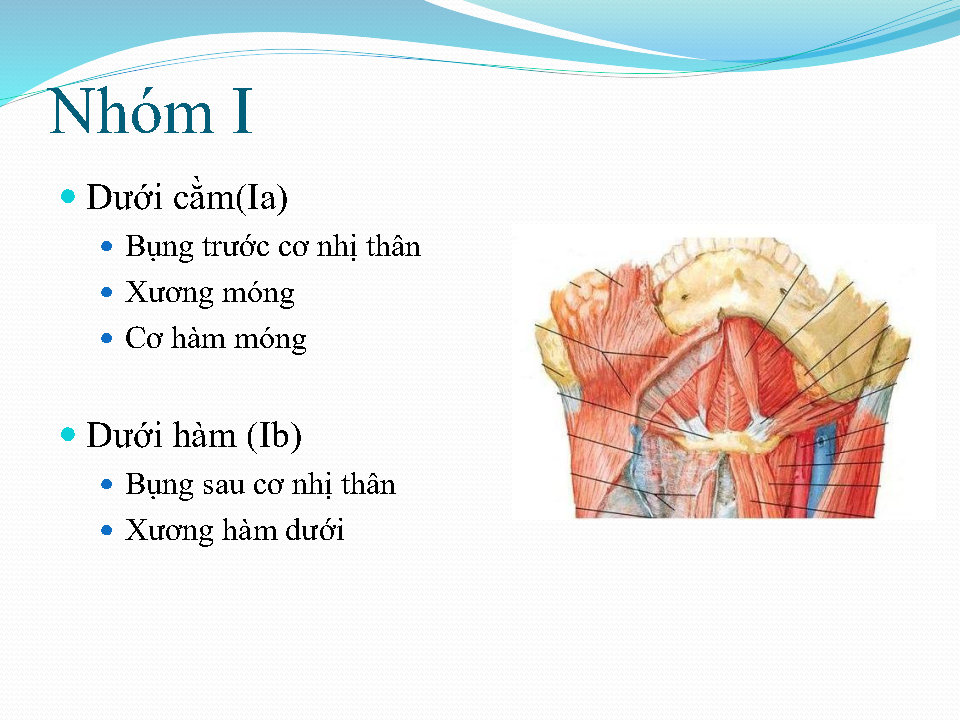 Nhóm I
Dưới cằm(Ia)
Bụng trước cơ nhị thân
Xương móng
Cơ hàm móng
Dưới hàm (Ib)
Bụng sau cơ nhị thân
Xương hàm dưới